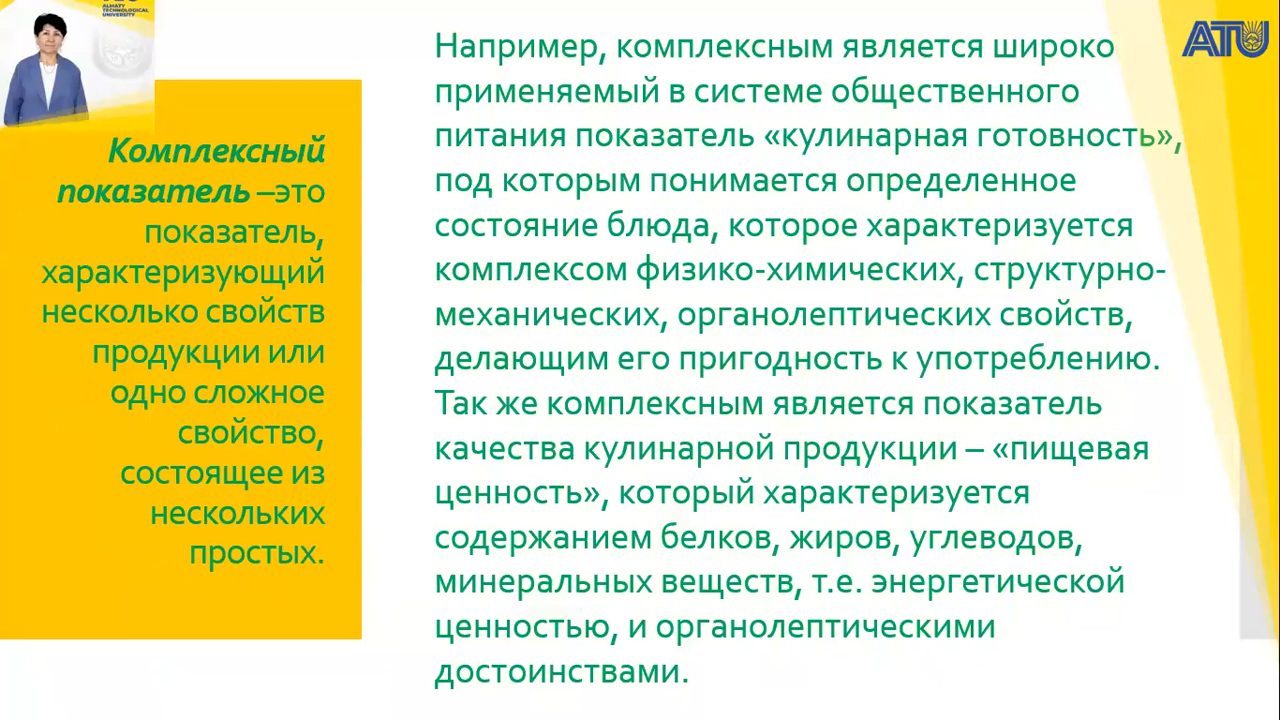 ALMATY
TECHNOLOGICAL
UNIVERSITY
Комплексный
показатель –это
показатель,
характеризующий
несколько свойств
продукции или
одно сложное
свойство,
состоящее из
нескольких
простых.
Например, комплексным является широко
применяемый в системе общественного
питания показатель «кулинарная готовность»,
под которым понимается определенное
состояние блюда, которое характеризуется
комплексом физико-химических, структурно-
механических, органолептических свойств,
делающим его пригодность к употреблению.
Так же комплексным является показатель
качества кулинарной продукции – «пищевая
ценность», который характеризуется
содержанием белков, жиров, углеводов,
минеральных веществ, т.е. энергетической
ценностью, и органолептическими
достоинствами.
ATU